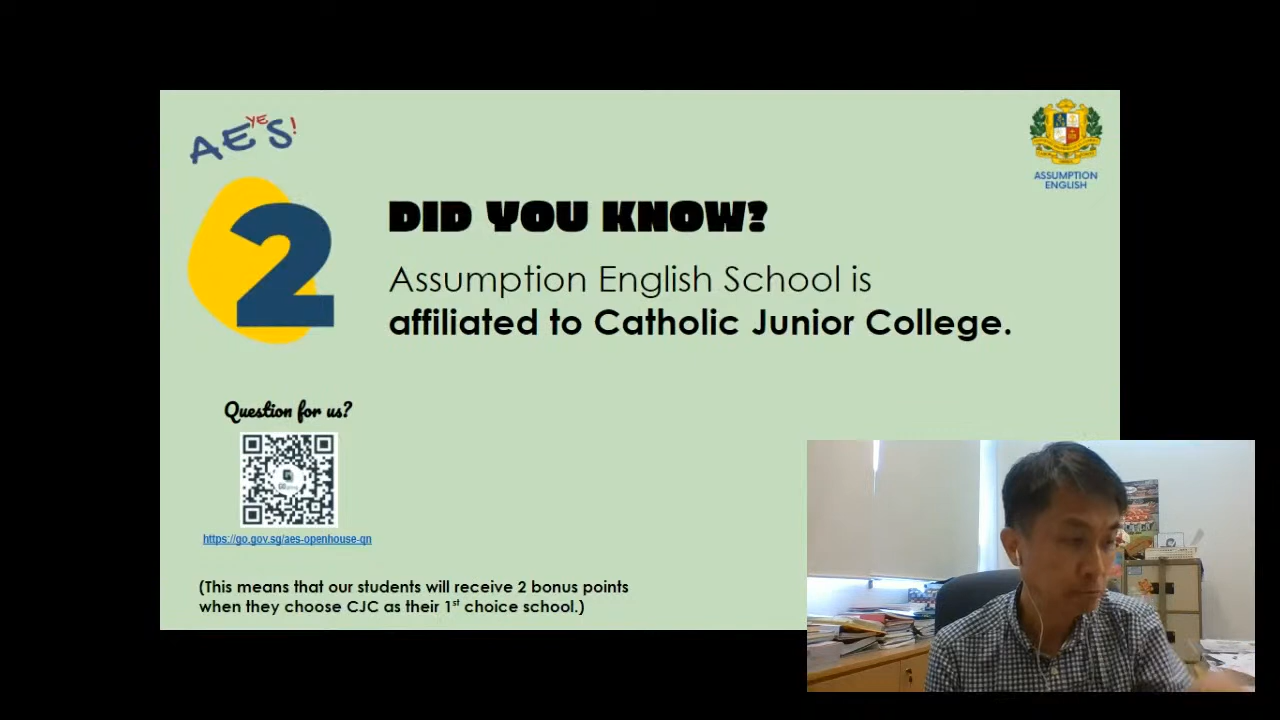 AEYES!
ASSUMPTION
ENGLISH
2
DID YOU KNOW?
Assumption English School is
affiliated to Catholic Junior College.
Question for us?
https://go.gov.sg/aes-openhouse-qn
(This means that our students will receive 2 bonus points
when they choose CJC as their 1st choice school.)